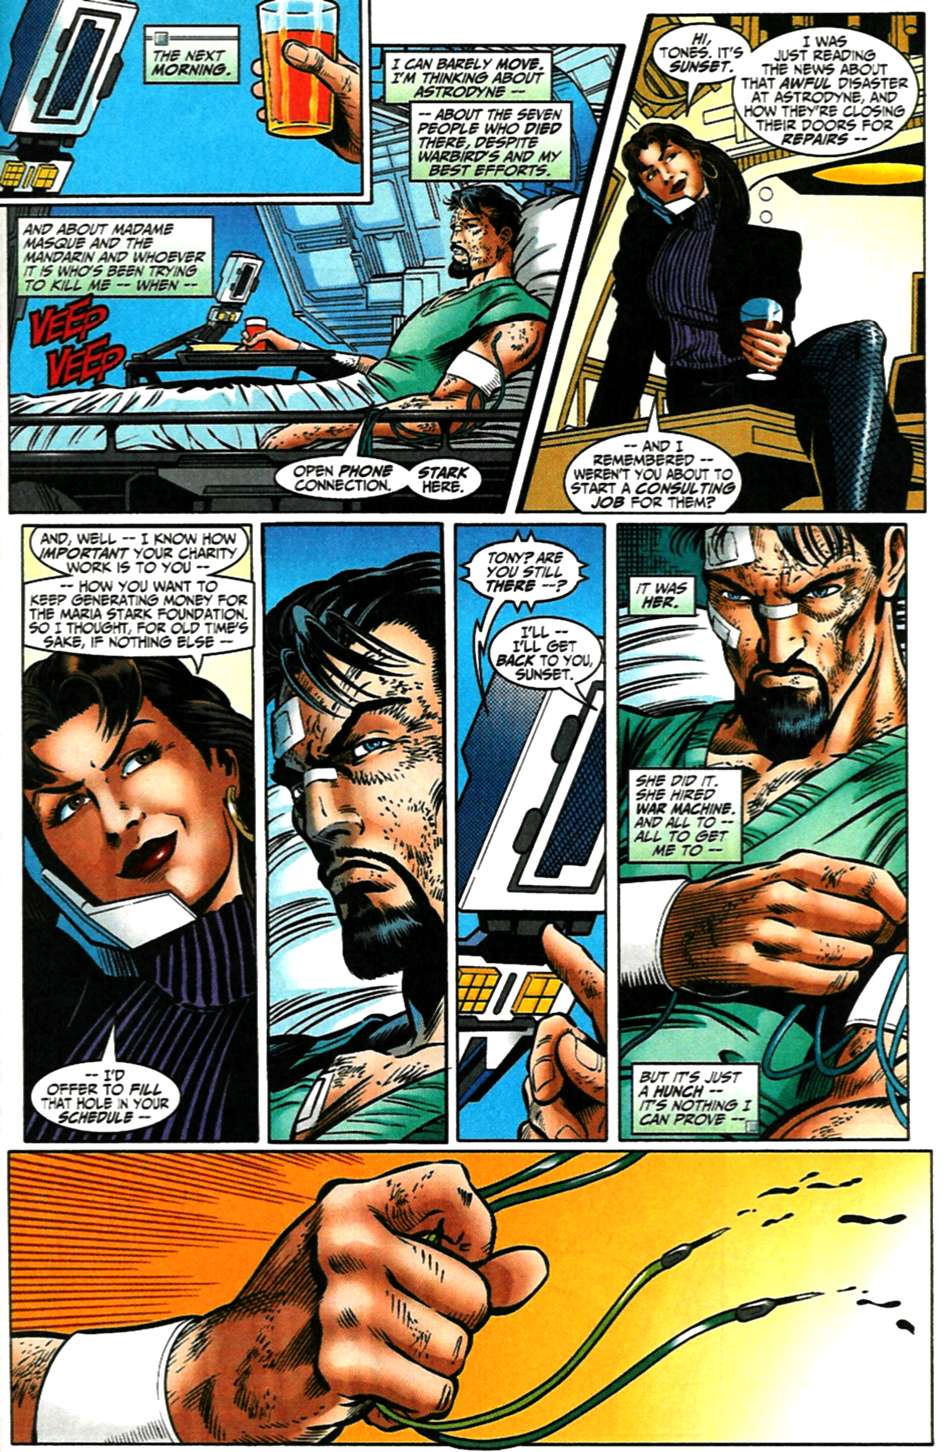 THE NEXT
MORNING.
I CAN BARELY MOVE.
I'M THINKING ABOUT
ASTRODYNE --
-- ABOUT THE SEVEN
PEOPLE WHO DIED
THERE, DESPITE
WARBIRD'S AND MY
BEST EFFORTS.
AND ABOUT MADAME
MASQUE AND THE
MANDARIN AND WHOEVER
IT IS WHO'S BEEN TRYING
TO KILL ME -- WHEN --
VEEP
VEEP
OPEN PHONE
CONNECTION.
STARK
HERE.
HI,
TONES. IT'S
SUNSET.
I WAS
JUST READING
THE NEWS ABOUT
THAT AWFUL DISASTER
AT ASTRODYNE, AND
HOW THEY'RE CLOSING
THEIR DOORS FOR
REPAIRS --
-- AND I
REMEMBERED --
WEREN'T YOU ABOUT TO
START A CONSULTING
JOB FOR THEM?
AND, WELL -- I KNOW HOW
IMPORTANT YOUR CHARITY
WORK IS TO YOU --
-- HOW YOU WANT TO
KEEP GENERATING MONEY FOR
THE MARIA STARK FOUNDATION.
SO I THOUGHT, FOR OLD TIME'S
SAKE, IF NOTHING ELSE --
-- I'D
OFFER TO FILL
THAT HOLE IN YOUR
SCHEDULE --
TONY? ARE
YOU STILL
THERE --?
I'LL --
I'LL GET
BACK TO YOU,
SUNSET.
IT WAS
HER.
SHE DID IT.
SHE HIRED
WAR MACHINE.
AND ALL TO --
ALL TO GET
ME TO --
BUT IT'S JUST
A HUNCH --
IT'S NOTHING I
CAN PROVE --